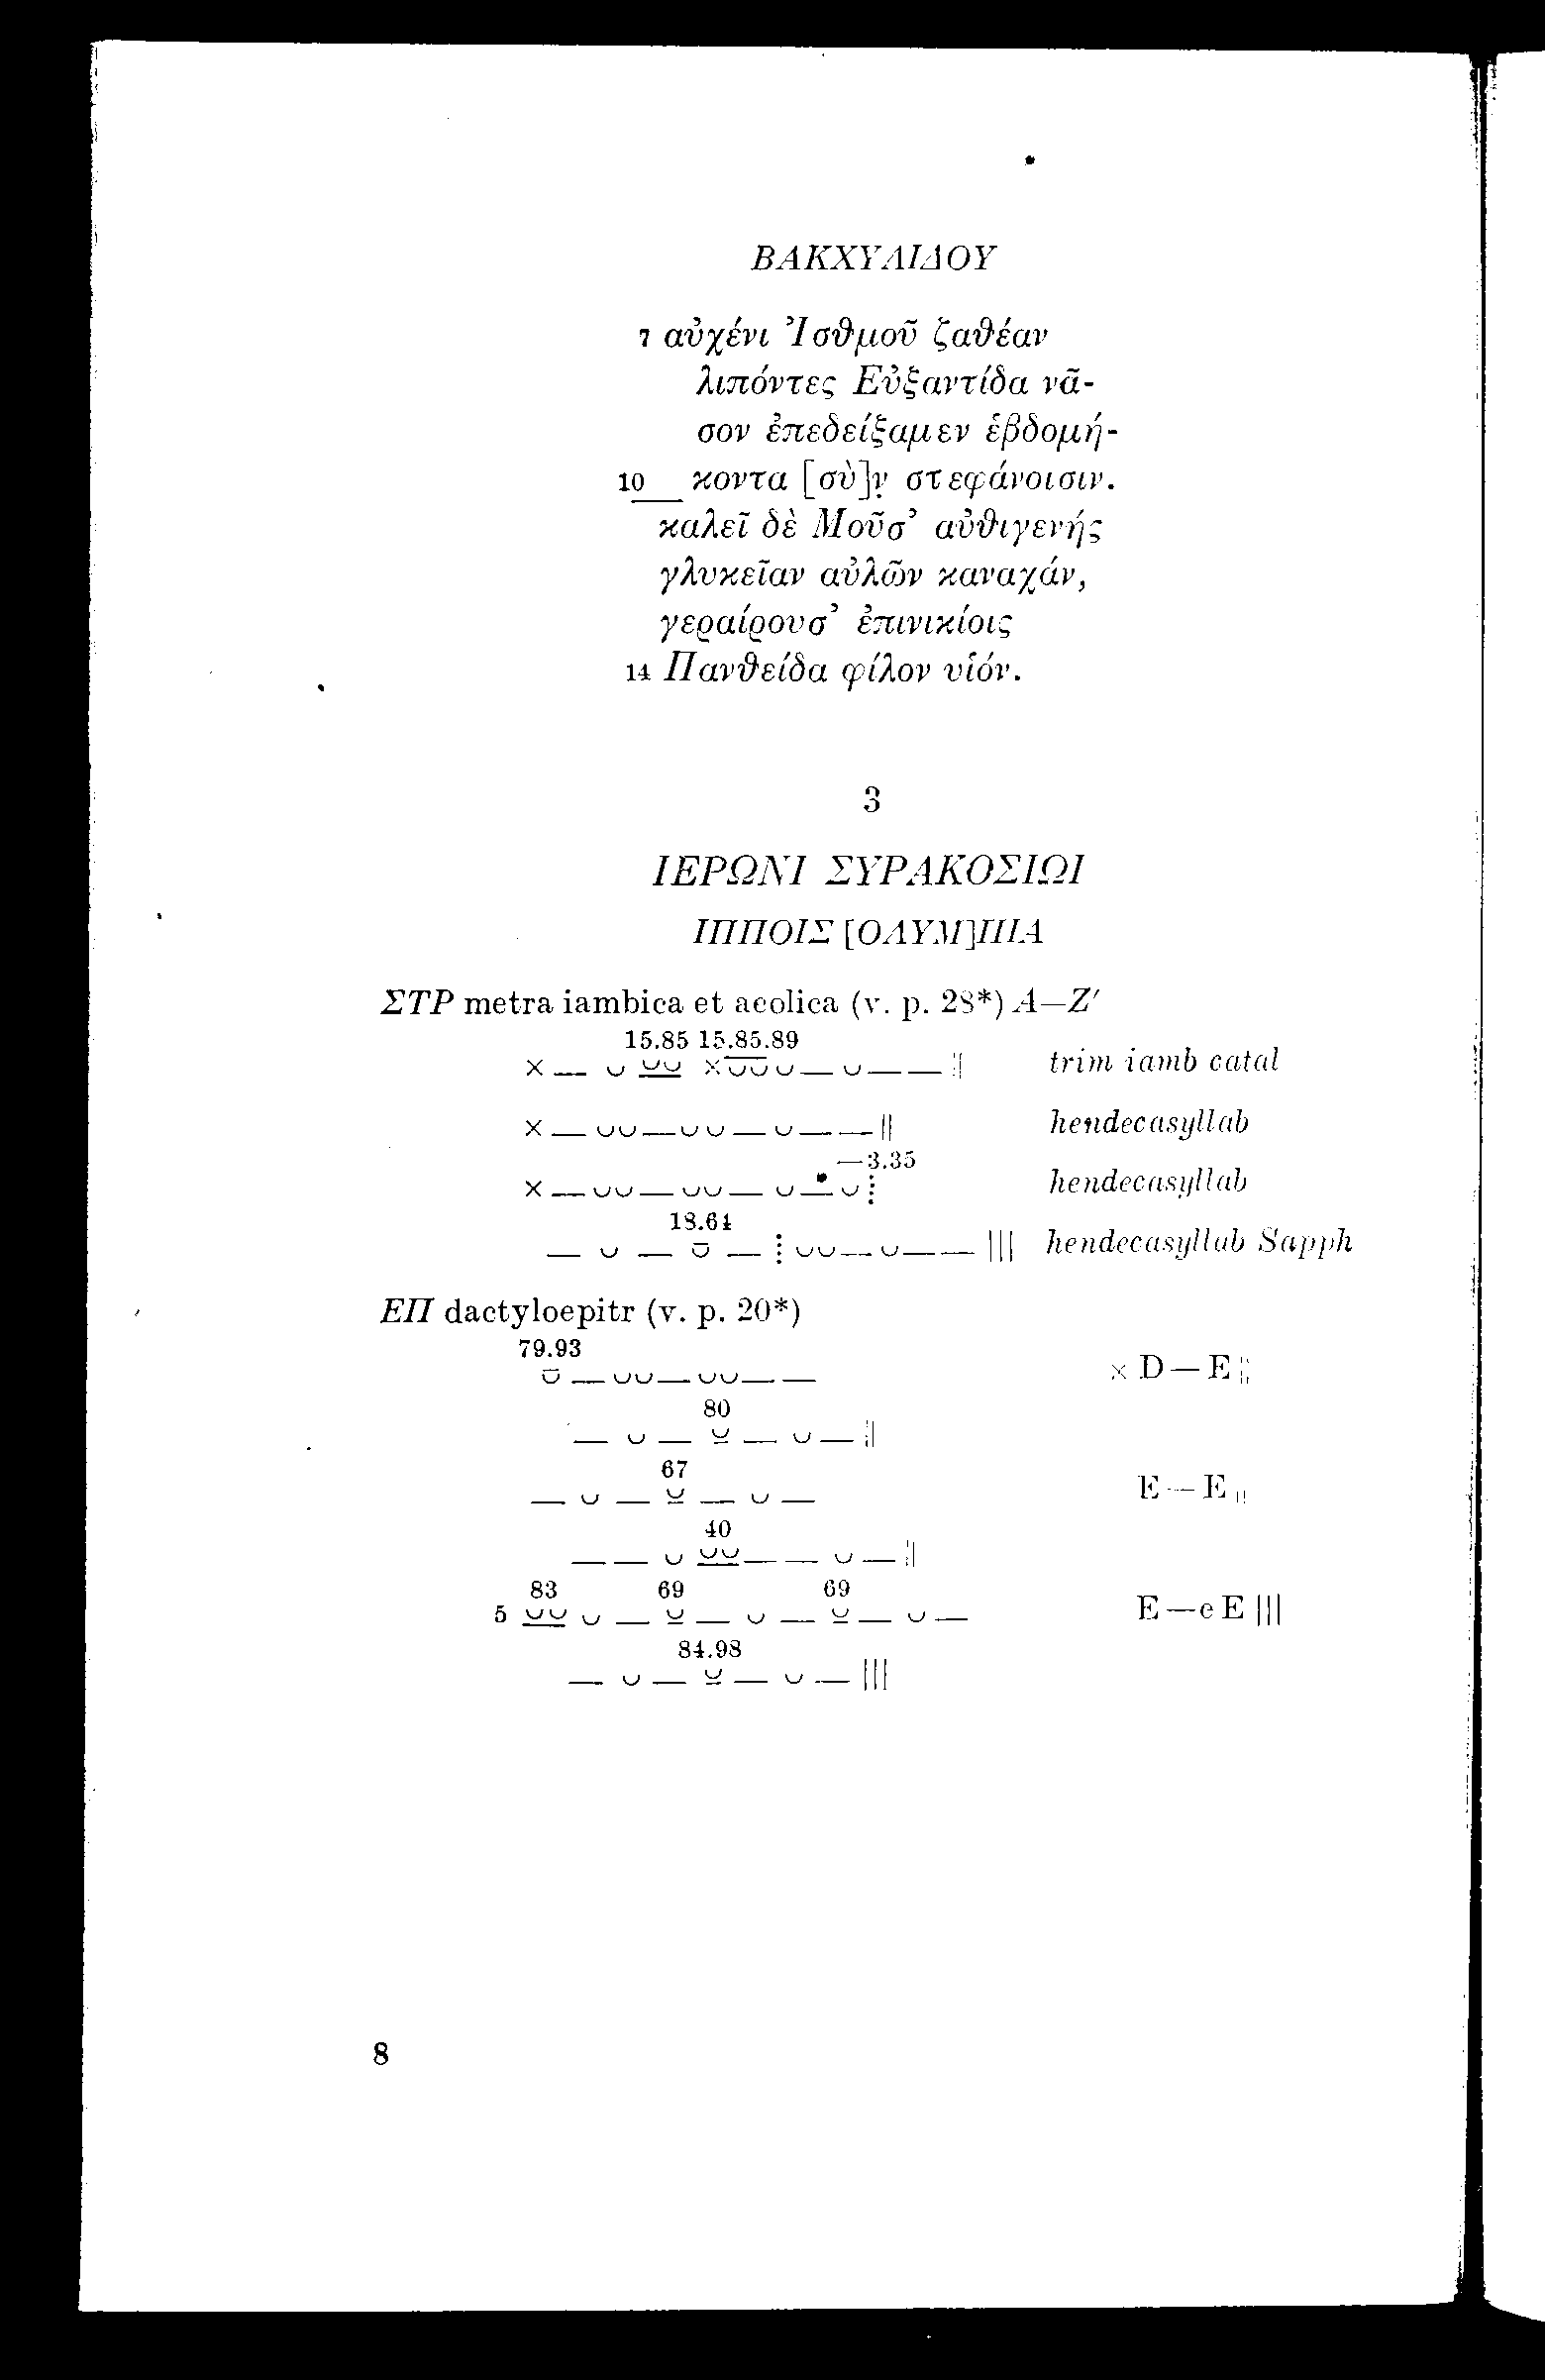 ΒΑΚΧΥΛΙΔΟΥ
7 αὐχένι Ἰσϑμοῦ ζαϑέαν
λιπόντες Εὐξαντίδα νᾶ-
σον ἐπεδείξαμεν ἑβδομή-
10 κοντα [σὺ]ν̣ στεφάνοισιν.
καλεῖ δὲ Μοῦσ’ αὐϑιγενής
γλυκεῖαν αὐλῶν καναχάν,
γεραίρουσ’ ἐπινικίοις
14 Πανϑείδα φίλον υἱόν.
3
ΙΕΡΩΝΙ ΣΥΡΑΚΟΣΙΩΙ
ΙΠΠΟΙΣ [ΟΛΥΜ]ΠΙΑ
ΣΤΡ metra iambica et aeolica (v. p. 28*) Α—Ζ′
15.85 15.85.89
× — ⏑ ⏕ × ⏔ ⏑ — ⏑ — — ¦| trim iamb catal
× — ⏑⏑ — ⏑⏑ — ⏑ — — || hendecasyllab
—3.35
× — ⏑⏑ — ⏑⏑ — ⏑ — ⏑ ⋮ hendecasyllab
18.64
— ⏑ — ⏓ — ⋮ ⏑⏑ — ⏑ — — ||| hendecasyllab Sapph
ΕΠ dactyloepitr (v. p. 20*)
79.93
⏓ — ⏑⏑ — ⏑⏑ — — × D — E ¦¦
80
— ⏑ — ⏓ — ⏑ — ¦|
67
— ⏑ — ⏓ — ⏑ — E — E ||
40
— — ⏑ ⏕ — — ⏑ — ¦|
83 69 69
5 ⏕ ⏑ — ⏓ — ⏑ — ⏓ — ⏑ — E — e E |||
84.98
— ⏑ — ⏓ — ⏑ — |||
8